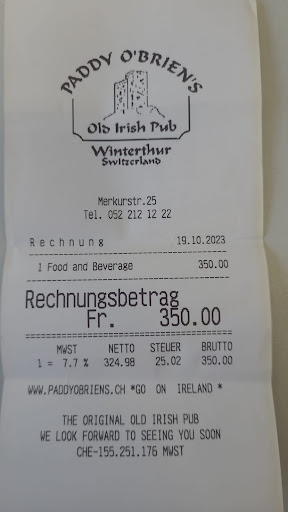 PADDY O'BRIEN'S
Old Irish Pub
Winterthur
Switzerland
Merkurstr.25
Tel. 052 212 12 22
Rechnung 19.10.2023
1 Food and Beverage 350.00
Rechnungsbetrag
Fr. 350.00
MWST NETTO STEUER BRUTTO
1 = 7.7 % 324.98 25.02 350.00
WWW.PADDYOBRIENS.CH *GO ON IRELAND *
THE ORIGINAL OLD IRISH PUB
WE LOOK FORWARD TO SEEING YOU SOON
CHE-155.251.176 MWST